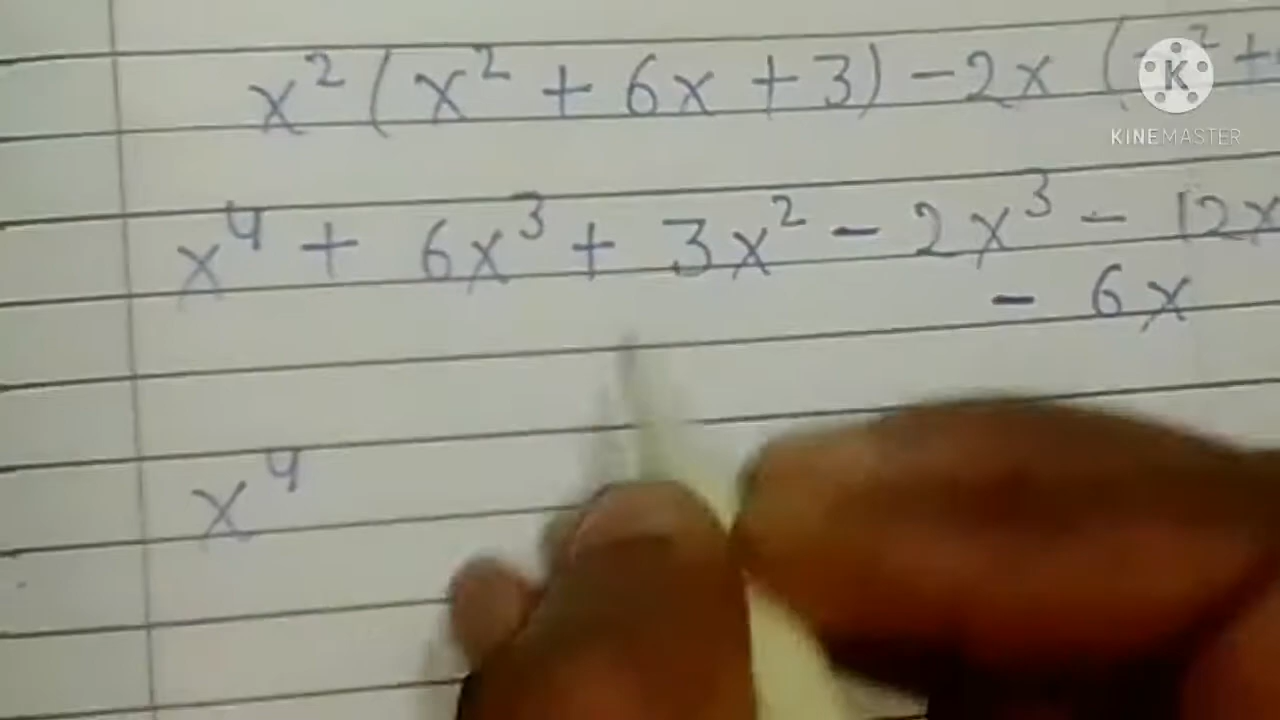 x² (x² + 6x + 3) - 2x (
K
KINEMASTER
x⁴ + 6x³ + 3x² - 2x³ - 12x
- 6x
x⁴